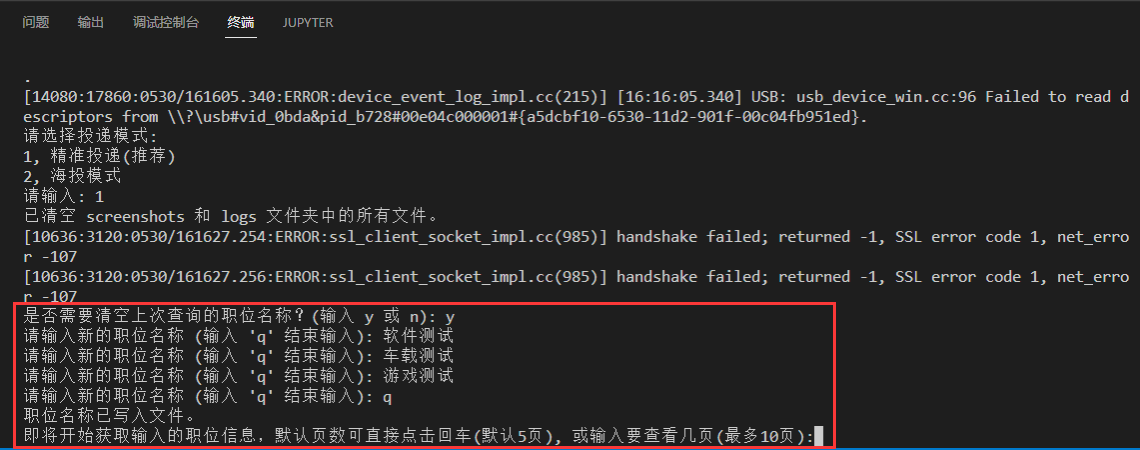 问题 输出 调试控制台 终端 JUPYTER
.
[14080:17860:0530/161605.340:ERROR:device_event_log_impl.cc(215)] [16:16:05.340] USB: usb_device_win.cc:96 Failed to read d
escriptors from \\?\usb#vid_0bda&pid_b728#00e04c000001#{a5dcbf10-6530-11d2-901f-00c04fb951ed}.
请选择投递模式:
1, 精准投递(推荐)
2, 海投模式
请输入: 1
已清空 screenshots 和 logs 文件夹中的所有文件。
[10636:3120:0530/161627.254:ERROR:ssl_client_socket_impl.cc(985)] handshake failed; returned -1, SSL error code 1, net_erro
r -107
[10636:3120:0530/161627.256:ERROR:ssl_client_socket_impl.cc(985)] handshake failed; returned -1, SSL error code 1, net_erro
r -107
是否需要清空上次查询的职位名称？(输入 y 或 n): y
请输入新的职位名称 (输入 'q' 结束输入): 软件测试
请输入新的职位名称 (输入 'q' 结束输入): 车载测试
请输入新的职位名称 (输入 'q' 结束输入): 游戏测试
请输入新的职位名称 (输入 'q' 结束输入): q
职位名称已写入文件。
即将开始获取输入的职位信息，默认页数可直接点击回车(默认5页), 或输入要查看几页(最多10页):